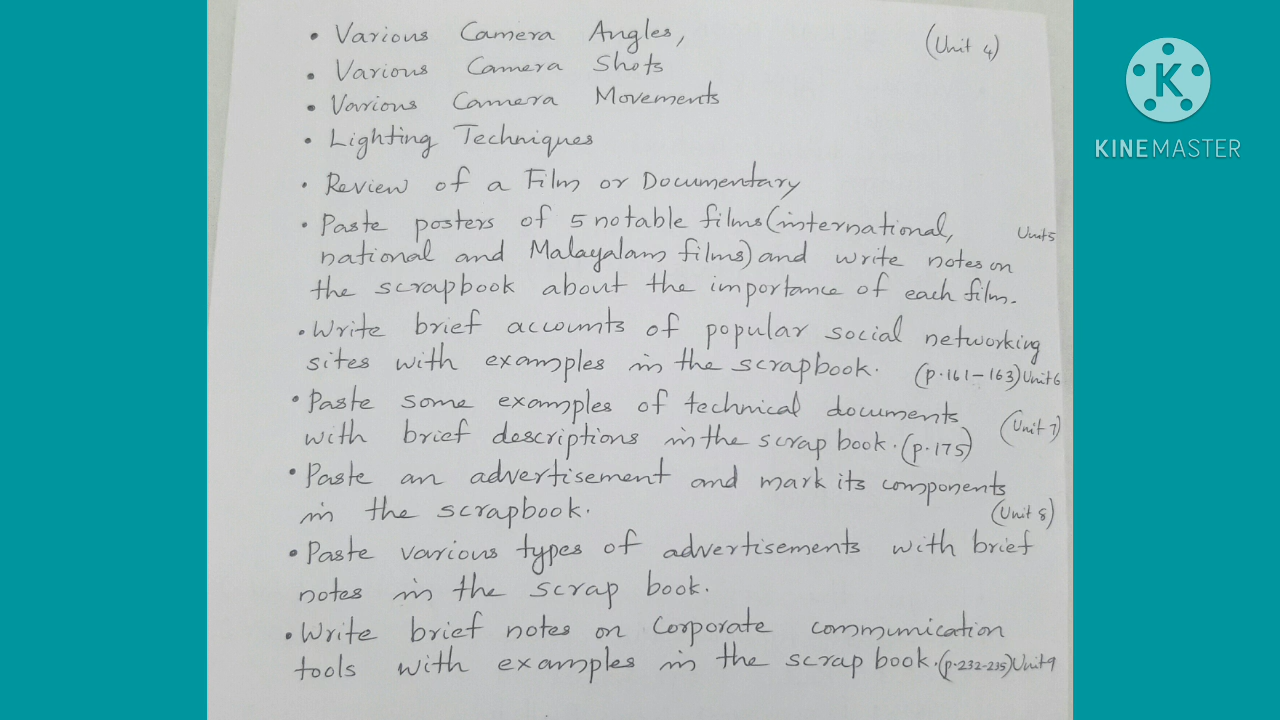 • Various Camera Angles, (Unit 4)
• Various Camera Shots
• Various Camera Movements
• Lighting Techniques
• Review of a Film or Documentary
• Paste posters of 5 notable films (international, Unit 5
national and Malayalam films) and write notes on
the scrapbook about the importance of each film.
• Write brief accounts of popular social networking
sites with examples in the scrapbook. (p.161-163) Unit 6
• Paste some examples of technical documents
with brief descriptions in the scrap book. (p.175) (Unit 7)
• Paste an advertisement and mark its components
in the scrapbook. (Unit 8)
• Paste various types of advertisements with brief
notes in the scrap book.
• Write brief notes on Corporate communication
tools with examples in the scrap book. (p.232-235) Unit 9
K
KINEMASTER